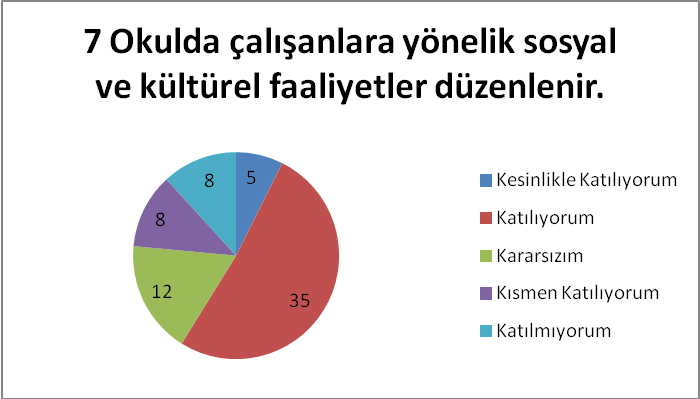 7 Okulda çalışanlara yönelik sosyal
ve kültürel faaliyetler düzenlenir.
5
35
12
8
8
Kesinlikle Katılıyorum
Katılıyorum
Kararsızım
Kısmen Katılıyorum
Katılmıyorum